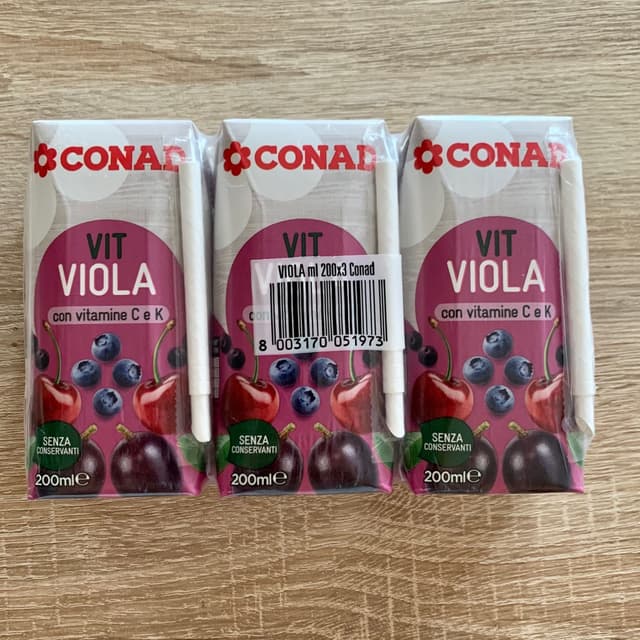 CONAD
VIT
VIOLA
con vitamine C e K
SENZA
CONSERVANTI
200ml℮
CONAD
VIT
VIOLA ml 200x3 Conad
8 003170 051973
SENZA
CONSERVANTI
200ml℮
CONAD
VIT
VIOLA
con vitamine C e K
SENZA
CONSERVANTI
200ml℮